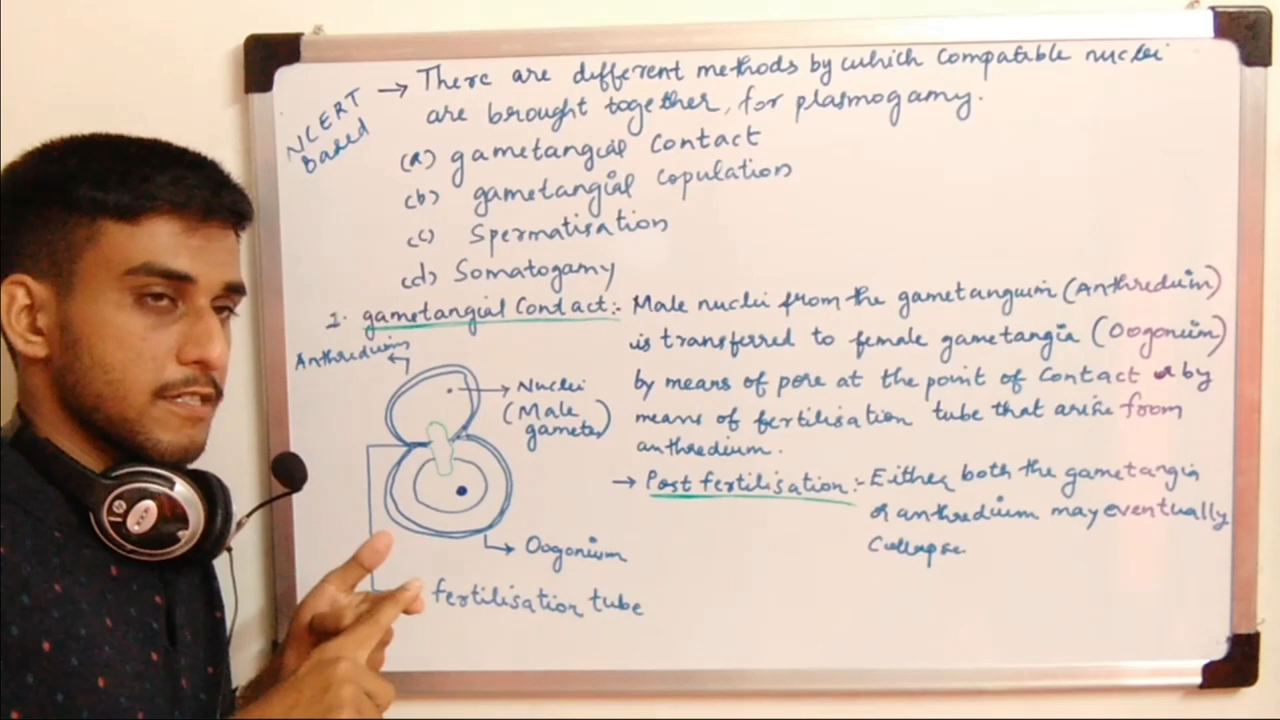 NCERT Based
→ There are different methods by which compatable nuclei
are brought together, for plasmogamy.
(a) gametangial Contact
(b) gametangial Copulation
(c) Spermatisation
(d) Somatogamy
1. gametangial Contact:- Male nuclei from the gametanguim (Anthredium)
is transferred to female gametangia (Oogonium)
by means of pore at the point of Contact or by
means of fertilisation tube that arise from
anthredium.
→ Post fertilisation:- Either both the gametangia
or anthredium may eventually
Collapse.
Anthredium
Nuclei
(Male
gametes)
Oogonium
fertilisation tube